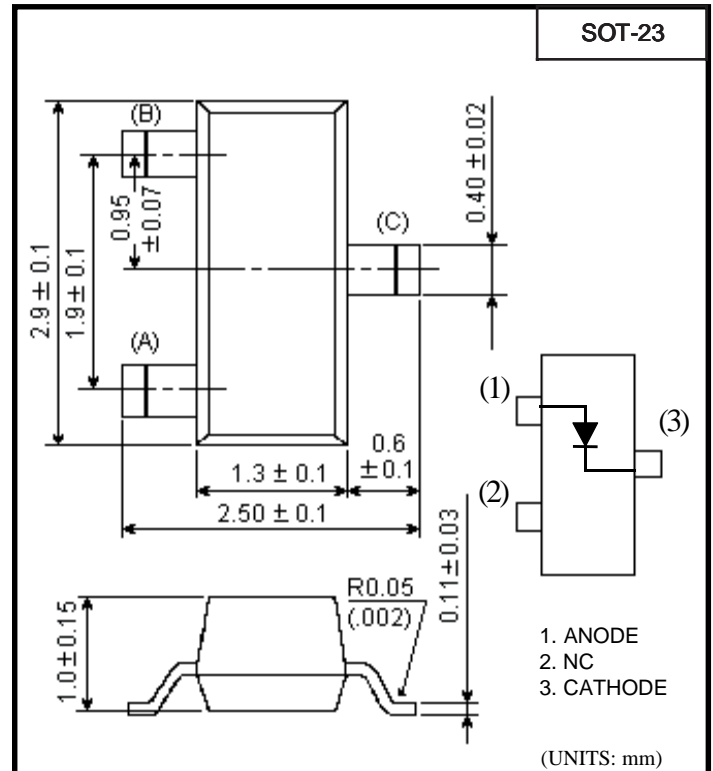 SOT-23
(B)
(C)
(A)
0.95
±0.07
1.9 ± 0.1
2.9 ± 0.1
0.40 ±0.02
1.3 ± 0.1
0.6
± 0.1
2.50 ± 0.1
(1)
(2)
(3)
1.0±0.15
R0.05
(.002)
0.11±0.03
1. ANODE
2. NC
3. CATHODE
(UNITS: mm)